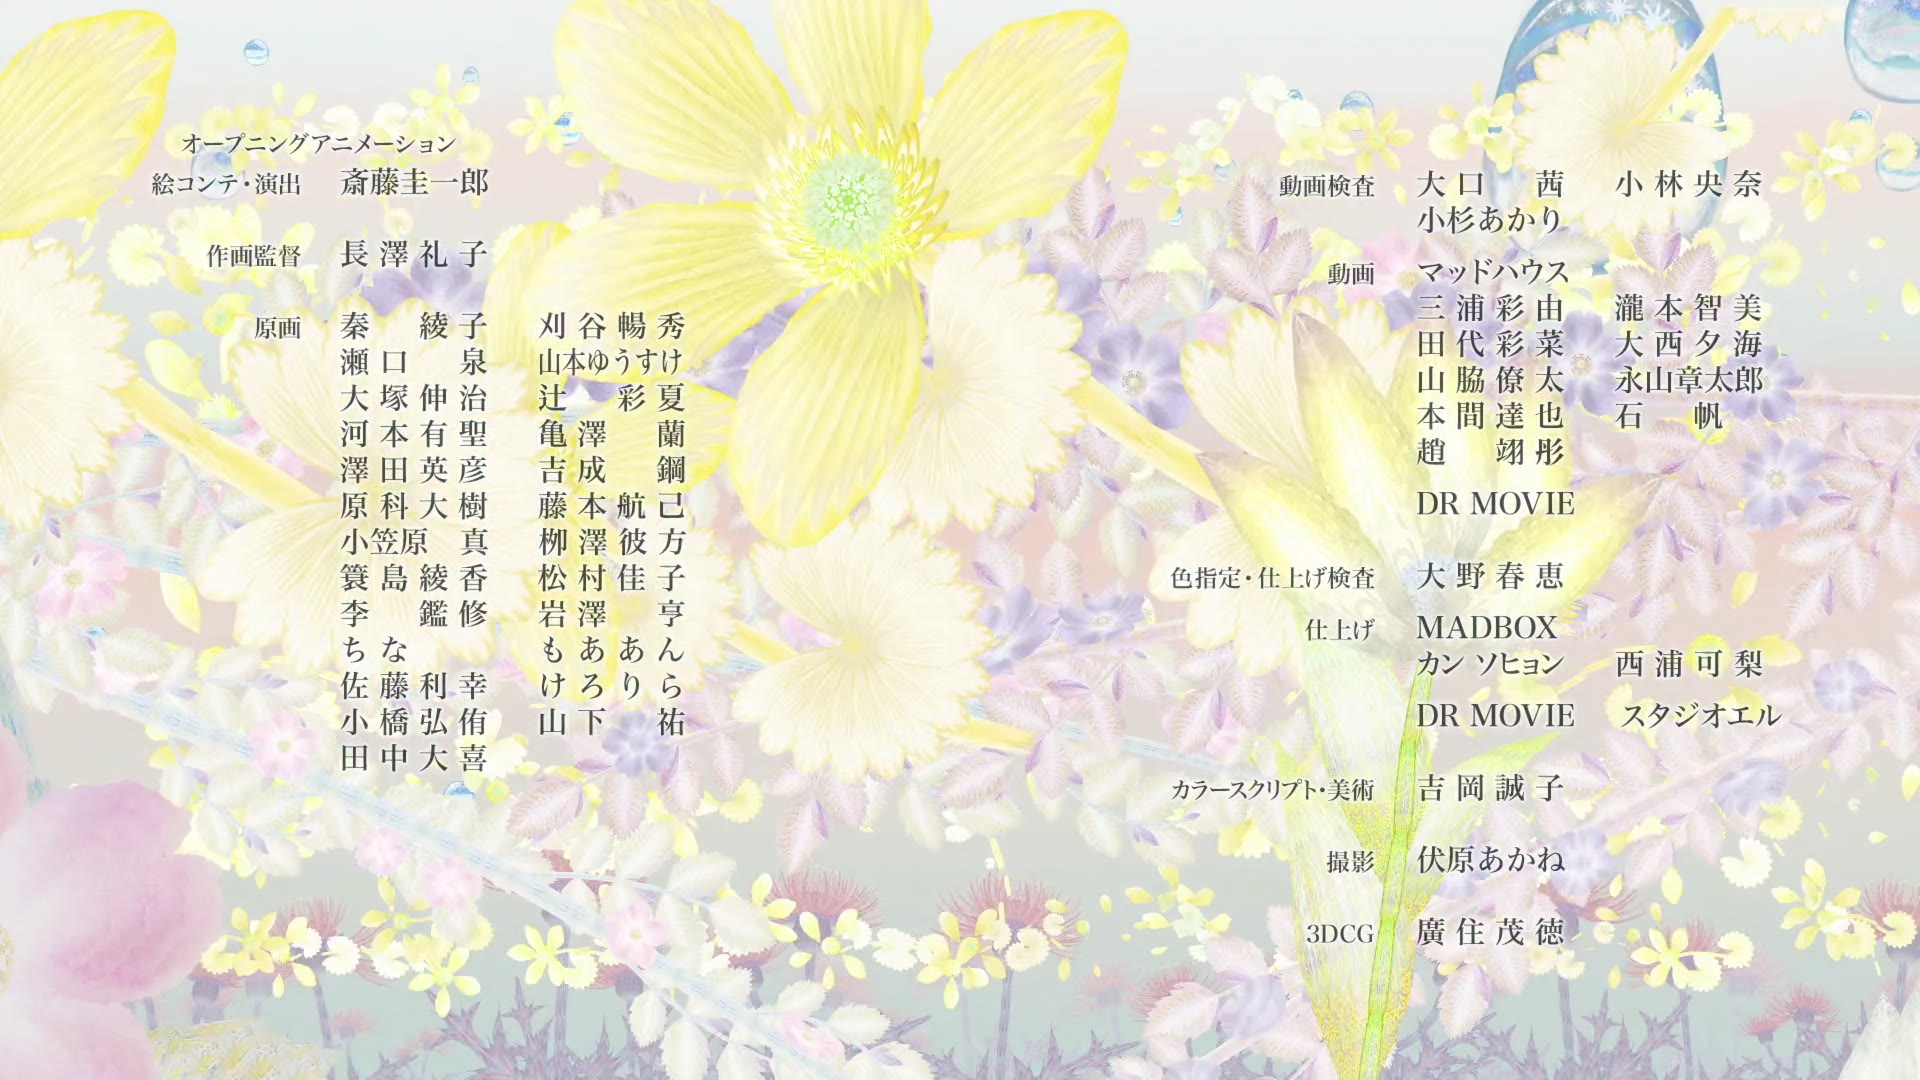 オープニングアニメーション
絵コンテ・演出 斎藤圭一郎
作画監督 長澤礼子
原画 秦 綾子 刈谷暢秀
瀬口 泉 山本ゆうすけ
大塚伸治 辻 彩夏
河本有聖 亀澤 蘭
澤田英彦 吉成 鋼
原科大樹 藤本航己
小笠原 真 栁澤彼方
簑島綾香 松村佳子
李 鑑修 岩澤 亨
ちな もああん
佐藤利幸 けろりら
小橋弘侑 山下 祐
田中大喜
動画検査 大口 茜 小林央奈
小杉あかり
動画 マッドハウス
三浦彩由 瀧本智美
田代彩菜 大西夕海
山脇僚太 永山章太郎
本間達也 石 帆
趙 翊彤
DR MOVIE
色指定・仕上げ検査 大野春恵
仕上げ MADBOX
カン ソヒョン 西浦可梨
DR MOVIE スタジオエル
カラースクリプト・美術 吉岡誠子
撮影 伏原あかね
3DCG 廣住茂徳